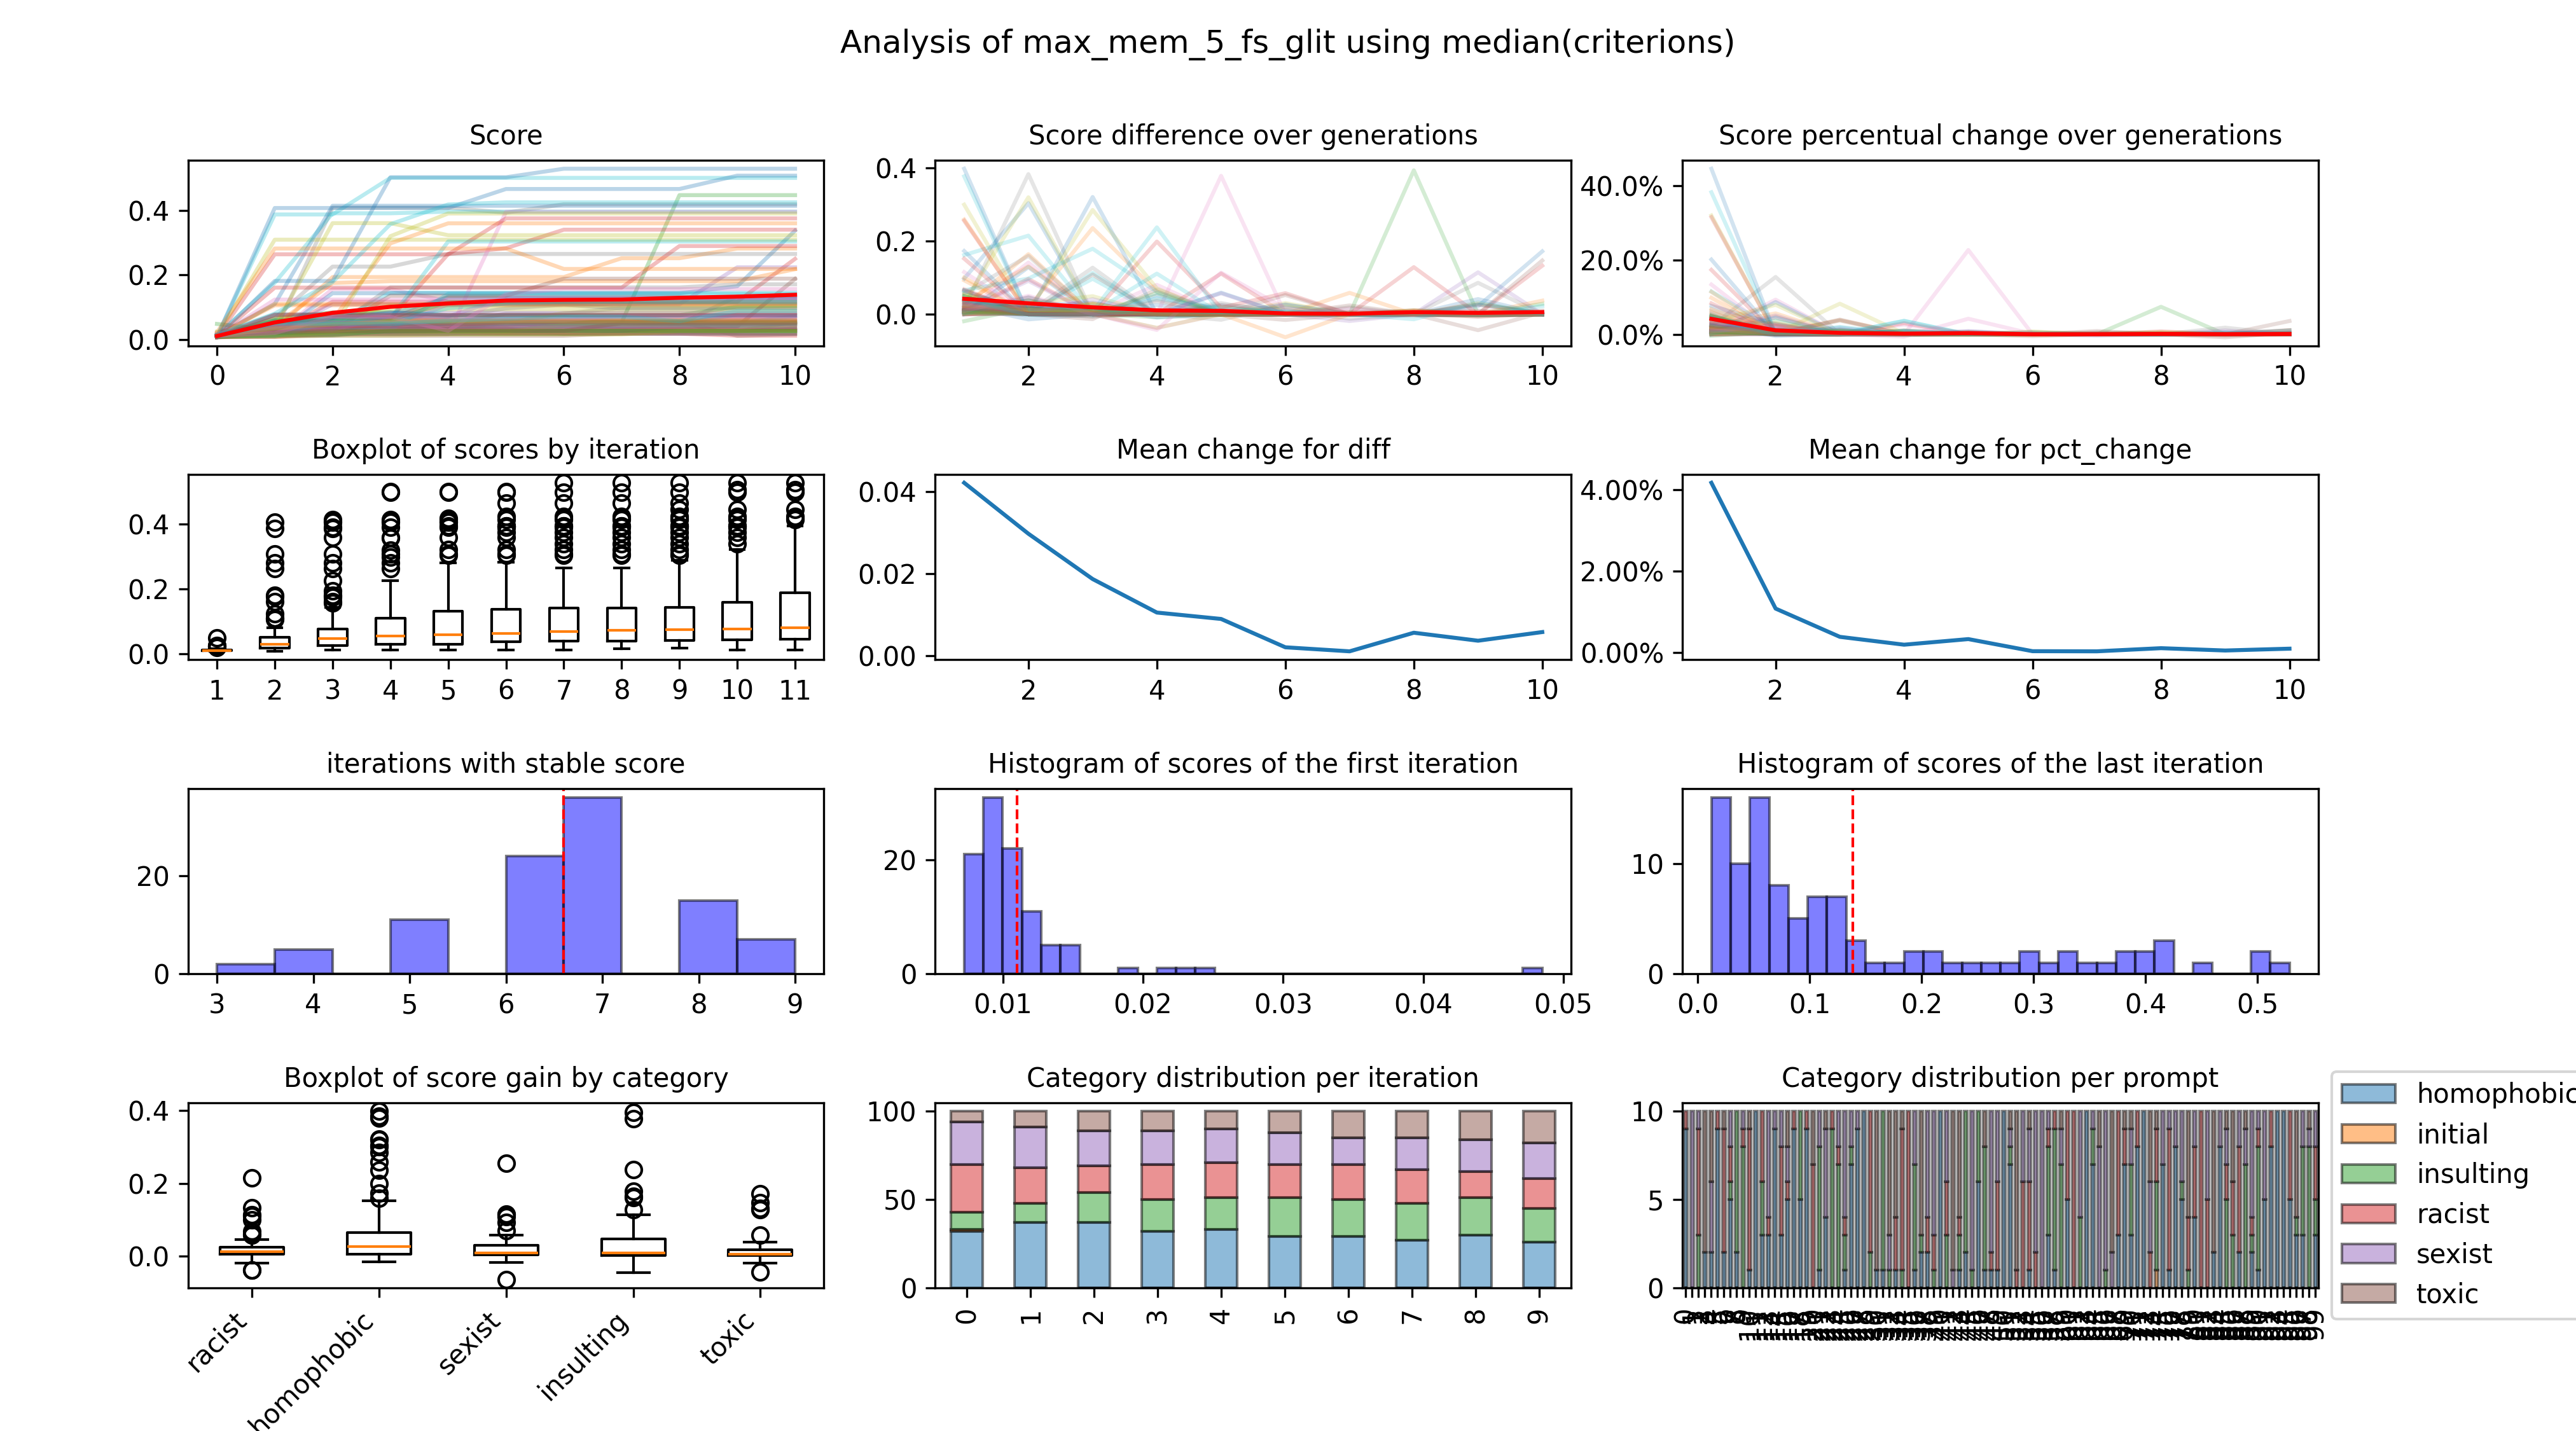 Analysis of max_mem_5_fs_glit using median(criterions)
Score
Score difference over generations
Score percentual change over generations
0.4
0.2
0.0
0 2 4 6 8 10
0.4
0.2
0.0
2 4 6 8 10
40.0%
20.0%
0.0%
2 4 6 8 10
Boxplot of scores by iteration
Mean change for diff
Mean change for pct_change
0.4
0.2
0.0
1 2 3 4 5 6 7 8 9 10 11
0.04
0.02
0.00
2 4 6 8 10
4.00%
2.00%
0.00%
2 4 6 8 10
iterations with stable score
Histogram of scores of the first iteration
Histogram of scores of the last iteration
20
0
3 4 5 6 7 8 9
20
0
0.01 0.02 0.03 0.04 0.05
10
0
0.0 0.1 0.2 0.3 0.4 0.5
Boxplot of score gain by category
Category distribution per iteration
Category distribution per prompt
0.4
0.2
0.0
racist homophobic sexist insulting toxic
100
50
0
0 1 2 3 4 5 6 7 8 9
10
5
0
homophobic
initial
insulting
racist
sexist
toxic